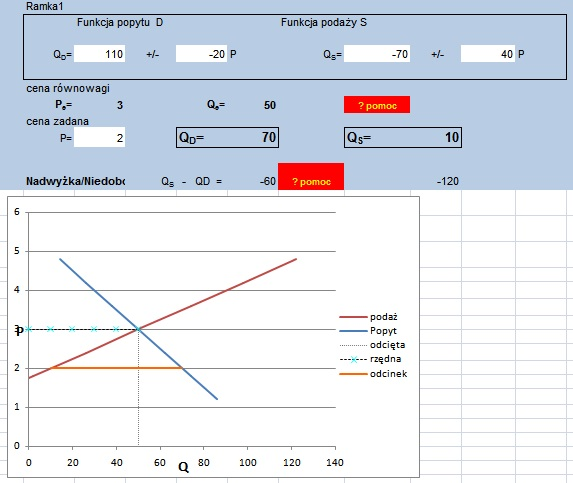 Ramka1
Funkcja popytu D Funkcja podaży S
QD= 110 +/- -20 P QS= -70 +/- 40 P
cena równowagi
Pe= 3 Qe= 50 ? pomoc
cena zadana
P= 2 QD= 70 QS= 10
Nadwyżka/Niedobo QS - QD = -60 ? pomoc -120
6
5
4
3
P
2
1
0
0 20 40 60 80 100 120 140
Q
podaż
Popyt
odcięta
rzędna
odcinek